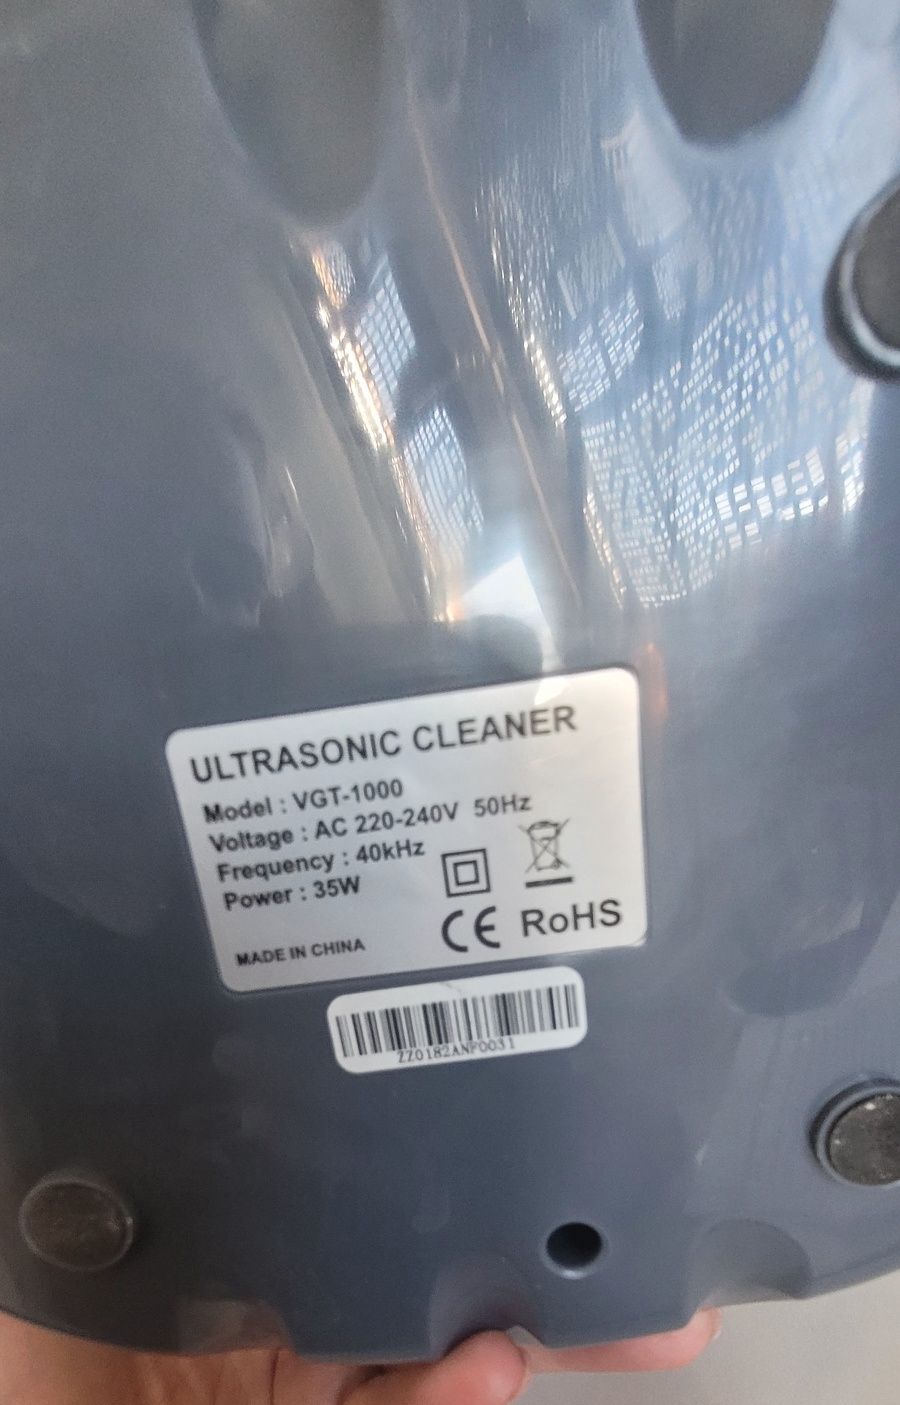 ULTRASONIC CLEANER
Model : VGT-1000
Voltage : AC 220-240V 50Hz
Frequency : 40kHz
Power : 35W
CE RoHS
MADE IN CHINA
ZZ0182ANF0031